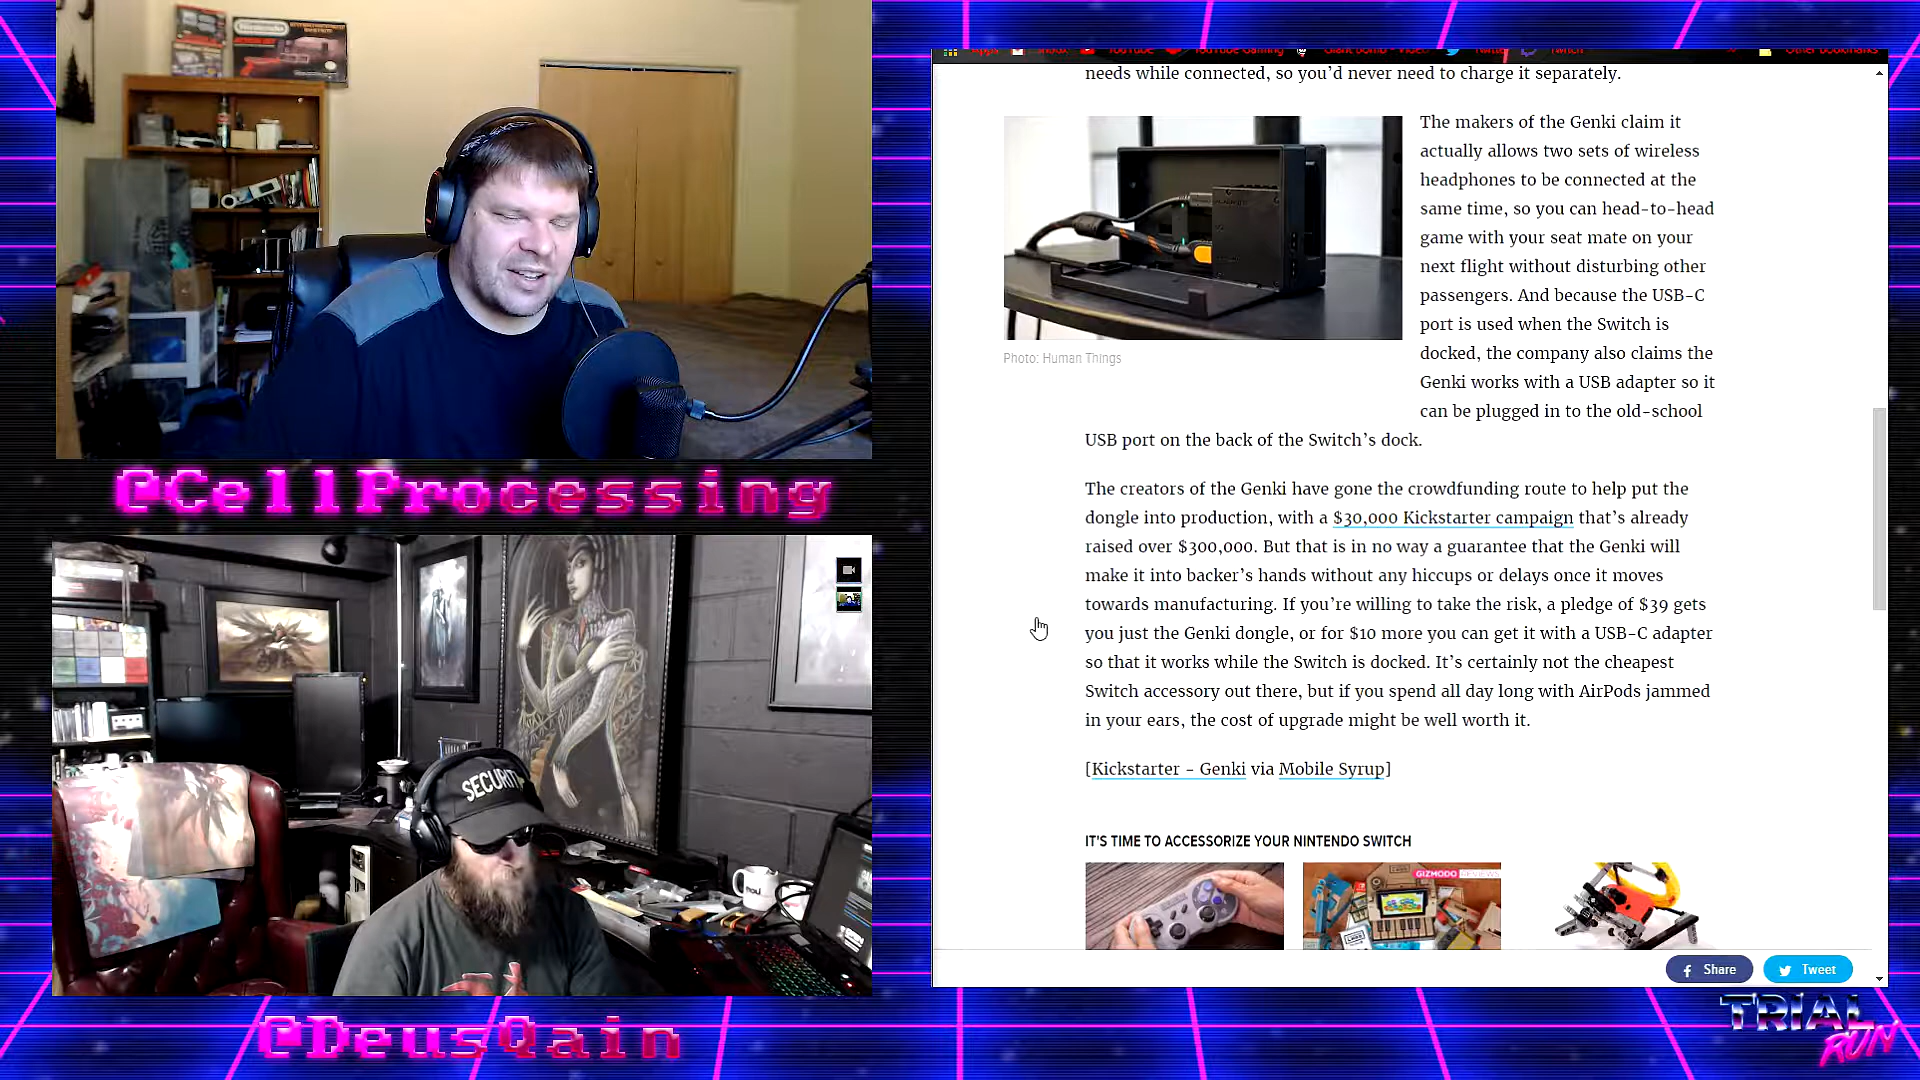 @CellProcessing
SECURITY
@DeusQain
Apps
YouTube
YouTube Gaming
Giant Bomb - Video
Twitch
Other bookmarks
needs while connected, so you’d never need to charge it separately.
Photo: Human Things
The makers of the Genki claim it
actually allows two sets of wireless
headphones to be connected at the
same time, so you can head-to-head
game with your seat mate on your
next flight without disturbing other
passengers. And because the USB-C
port is used when the Switch is
docked, the company also claims the
Genki works with a USB adapter so it
can be plugged in to the old-school
USB port on the back of the Switch’s dock.
The creators of the Genki have gone the crowdfunding route to help put the
dongle into production, with a $30,000 Kickstarter campaign that’s already
raised over $300,000. But that is in no way a guarantee that the Genki will
make it into backer’s hands without any hiccups or delays once it moves
towards manufacturing. If you’re willing to take the risk, a pledge of $39 gets
you just the Genki dongle, or for $10 more you can get it with a USB-C adapter
so that it works while the Switch is docked. It’s certainly not the cheapest
Switch accessory out there, but if you spend all day long with AirPods jammed
in your ears, the cost of upgrade might be well worth it.
[Kickstarter - Genki via Mobile Syrup]
IT'S TIME TO ACCESSORIZE YOUR NINTENDO SWITCH
GIZMODO REVIEWS
Share
Tweet
TRIAL
RUN